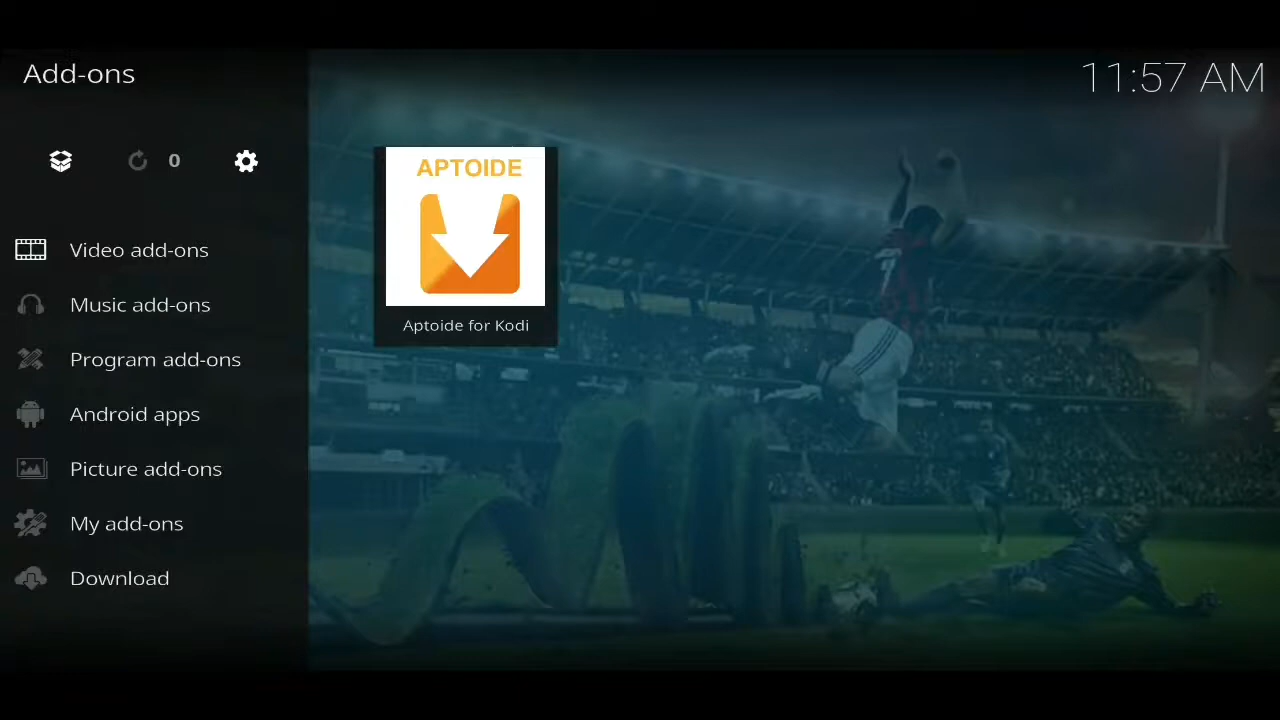 Add-ons
11:57 AM
0
Video add-ons
Music add-ons
Program add-ons
Android apps
Picture add-ons
My add-ons
Download
APTOIDE
Aptoide for Kodi